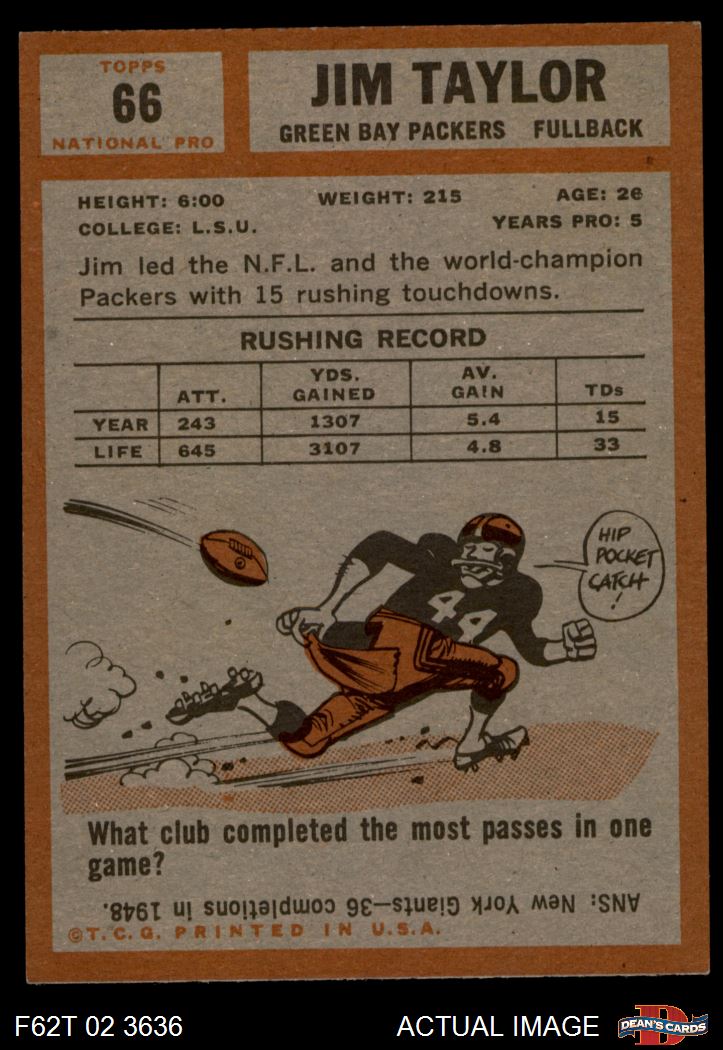 TOPPS
66
NATIONAL PRO
JIM TAYLOR
GREEN BAY PACKERS FULLBACK
HEIGHT: 6:00 WEIGHT: 215 AGE: 26
COLLEGE: L.S.U. YEARS PRO: 5
Jim led the N.F.L. and the world-champion
Packers with 15 rushing touchdowns.
RUSHING RECORD
ATT. YDS. GAINED AV. GAIN TDs
YEAR 243 1307 5.4 15
LIFE 645 3107 4.8 33
HIP
POCKET
CATCH
!
44
What club completed the most passes in one
game?
ANS: New York Giants—36 completions in 1948.
©T.C.G. PRINTED IN U.S.A.
F62T 02 3636 ACTUAL IMAGE
D
DEAN'S CARDS